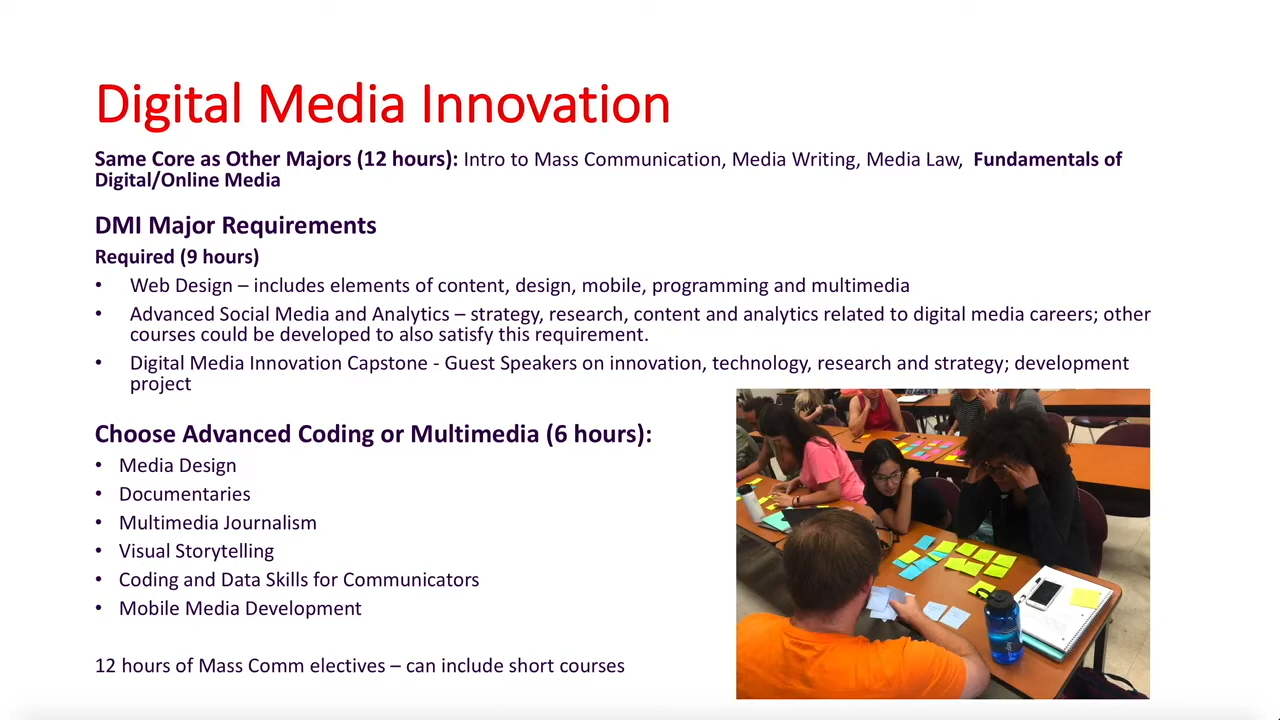 Digital Media Innovation
Same Core as Other Majors (12 hours): Intro to Mass Communication, Media Writing, Media Law,  Fundamentals of
Digital/Online Media
DMI Major Requirements
Required (9 hours)
• Web Design – includes elements of content, design, mobile, programming and multimedia
• Advanced Social Media and Analytics – strategy, research, content and analytics related to digital media careers; other
courses could be developed to also satisfy this requirement.
• Digital Media Innovation Capstone - Guest Speakers on innovation, technology, research and strategy; development
project
Choose Advanced Coding or Multimedia (6 hours):
• Media Design
• Documentaries
• Multimedia Journalism
• Visual Storytelling
• Coding and Data Skills for Communicators
• Mobile Media Development
12 hours of Mass Comm electives – can include short courses